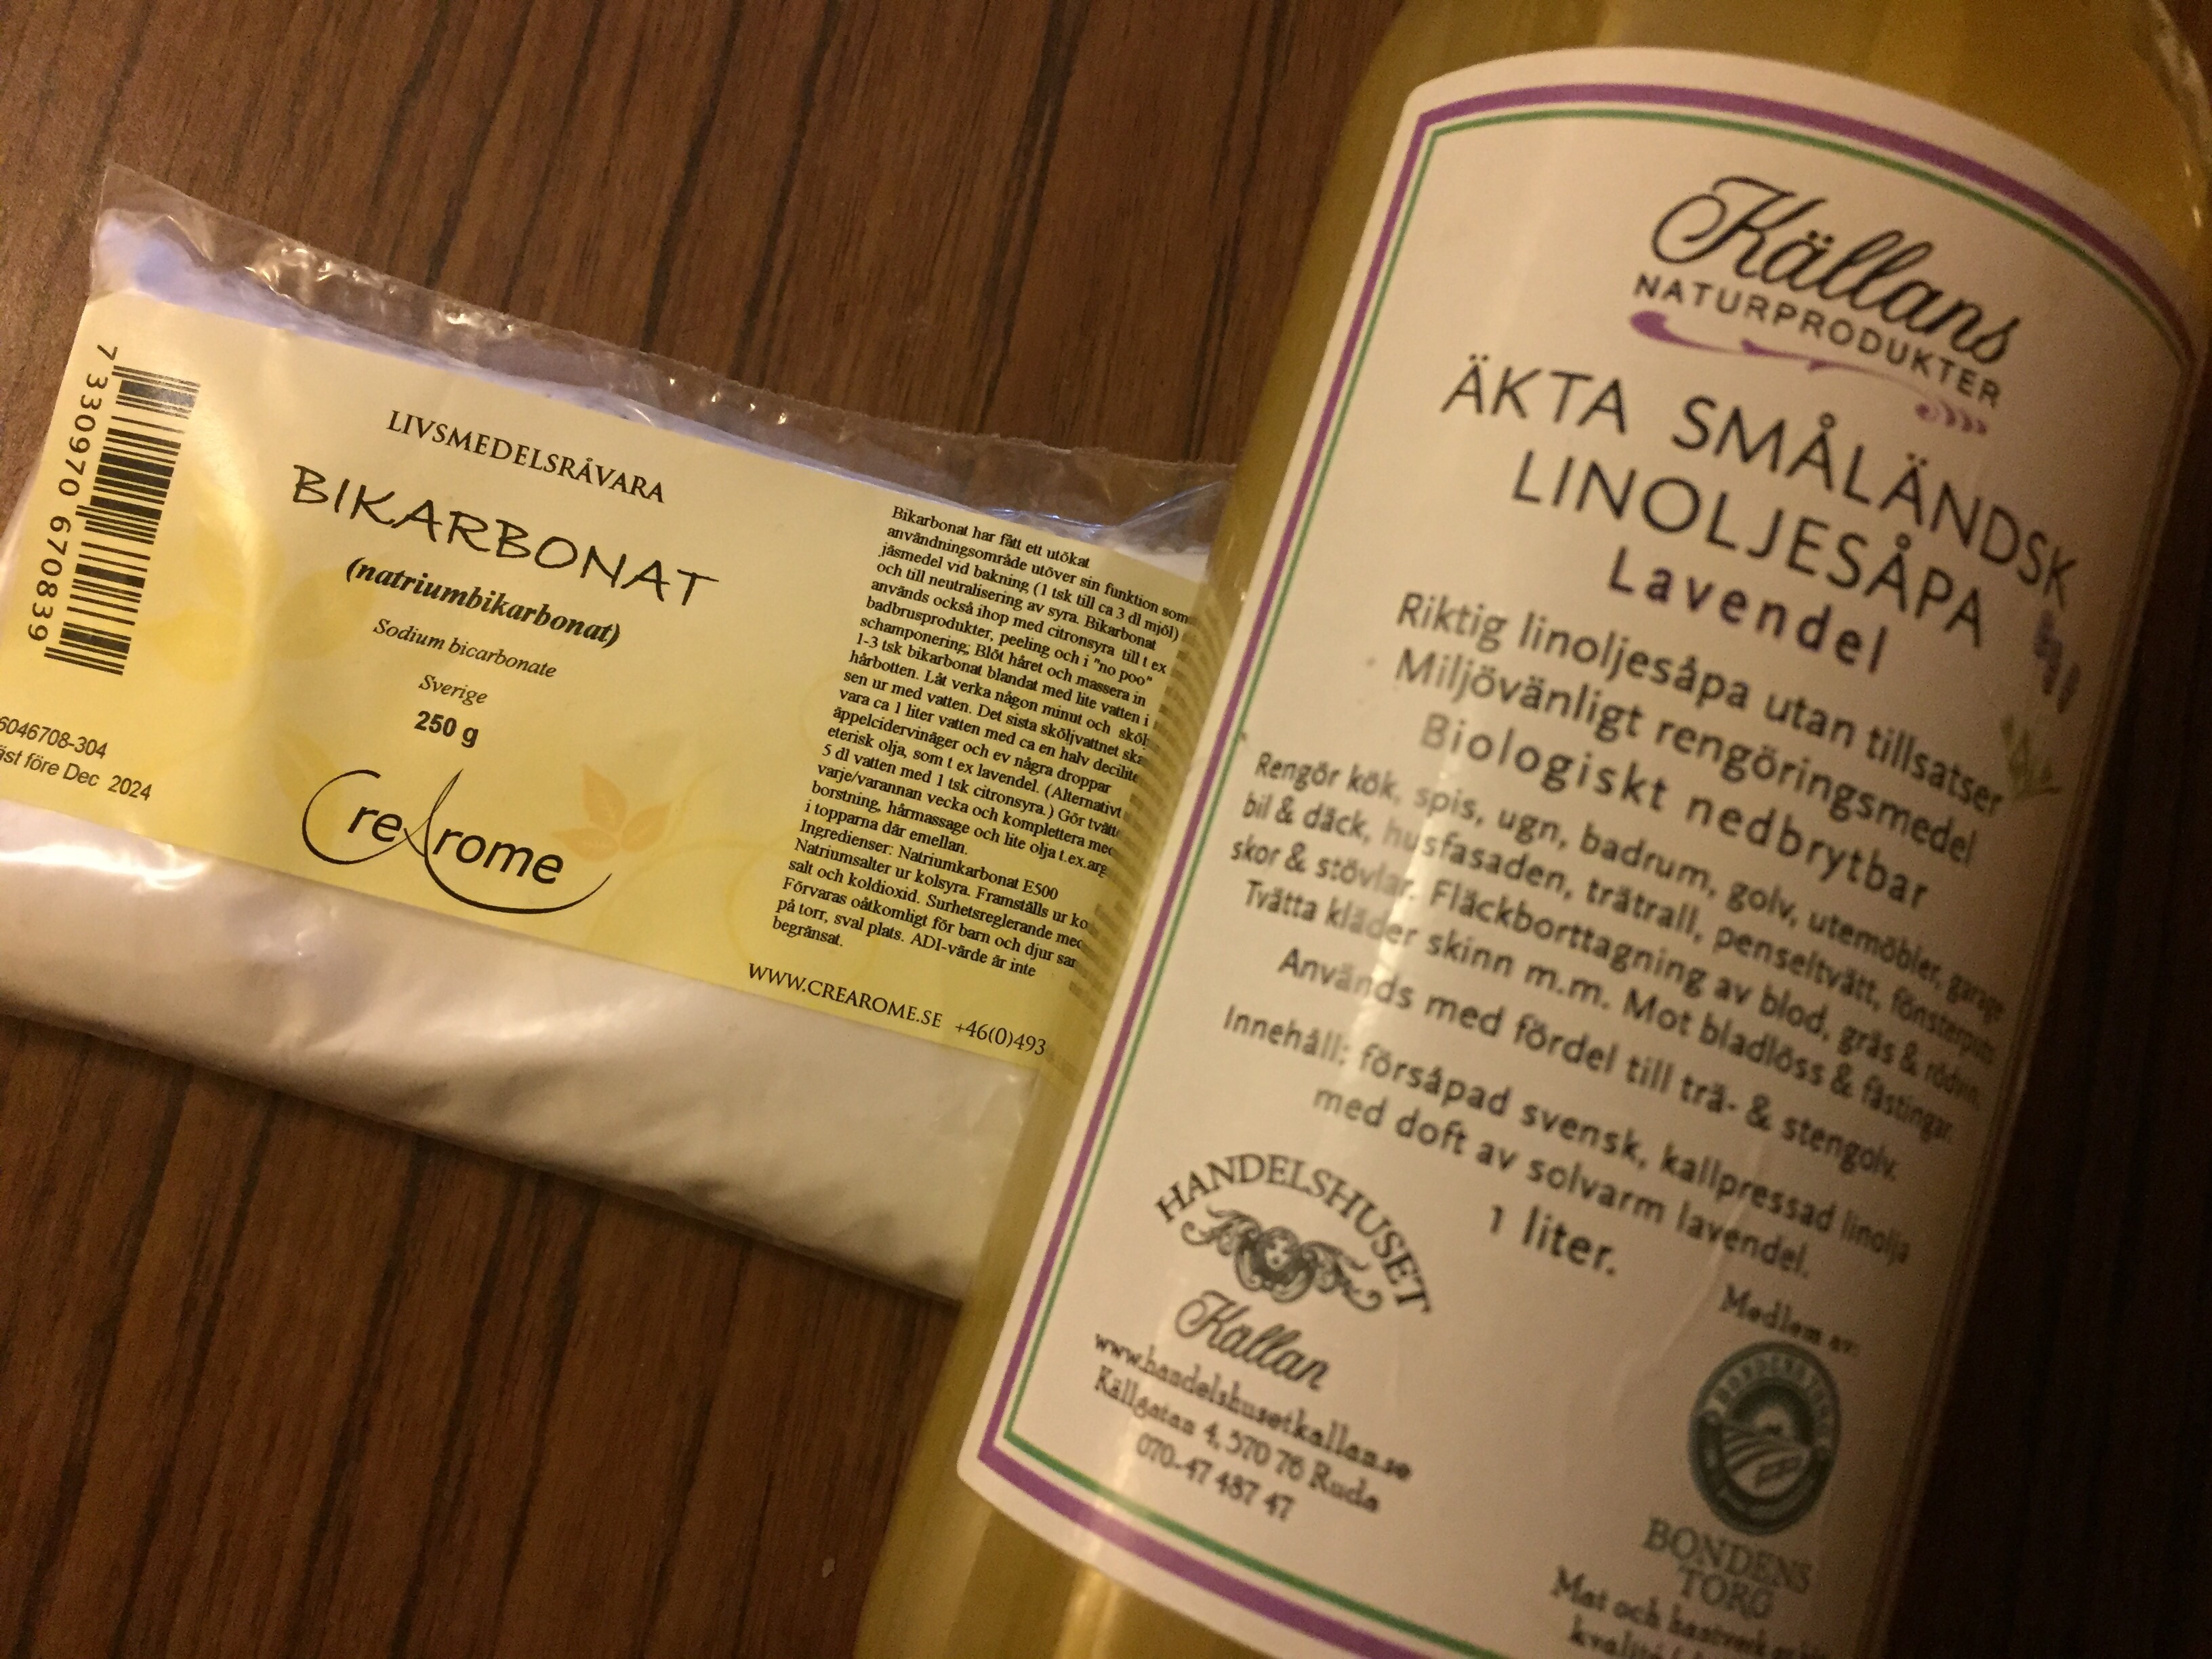 7 330970 670839
6046708-304
äst före Dec 2024
LIVSMEDELSRÅVARA
BIKARBONAT
(natriumbikarbonat)
Sodium bicarbonate
Sverige
250 g
creArome
Bikarbonat har fått ett utökat
användningsområde utöver sin funktion som
jäsmedel vid bakning (1 tsk till ca 3 dl mjöl)
och till neutralisering av syra. Bikarbonat
används också ihop med citronsyra till t ex
badbrusprodukter, peeling och i "no poo"
schamponering; Blöt håret och massera in
1-3 tsk bikarbonat blandat med lite vatten i
hårbotten. Låt verka någon minut och skölj
sen ur med vatten. Det sista sköljvattnet ska
vara ca 1 liter vatten med ca en halv decilite
äppelcidervinäger och ev några droppar
eterisk olja, som t ex lavendel. (Alternativt
5 dl vatten med 1 tsk citronsyra.) Gör tvätt
varje/varannan vecka och komplettera med
borstning, hårmassage och lite olja t.ex.arg
i topparna där emellan.
Ingredienser: Natriumkarbonat E500
Natriumsalter ur kolsyra. Framställs ur ko
salt och koldioxid. Surhetsreglerande med
Förvaras oåtkomligt för barn och djur sam
på torr, sval plats. ADI-värde är inte
begränsat.
WWW.CREAROME.SE +46(0)493
Källans
NATURPRODUKTER
ÄKTA SMÅLÄNDSK
LINOLJESÅPA
Lavendel
Riktig linoljesåpa utan tillsatser
Miljövänligt rengöringsmedel
Biologiskt nedbrytbar
Rengör kök, spis, ugn, badrum, golv, utemöbler, garage
bil & däck, husfasaden, trätrall, penseltvätt, fönsterputs
skor & stövlar. Fläckborttagning av blod, gräs & rödvin.
Tvätta kläder skinn m.m. Mot bladlöss & fästingar.
Används med fördel till trä- & stengolv.
Innehåll: försåpad svensk, kallpressad linolja
med doft av solvarm lavendel.
1 liter.
HANDELSHUSET
Källan
www.handelshusetkallan.se
Källgatan 4, 570 76 Ruda
070-47 487 47
Medlem av:
BONDENS
TORG
Mat och hantverk av